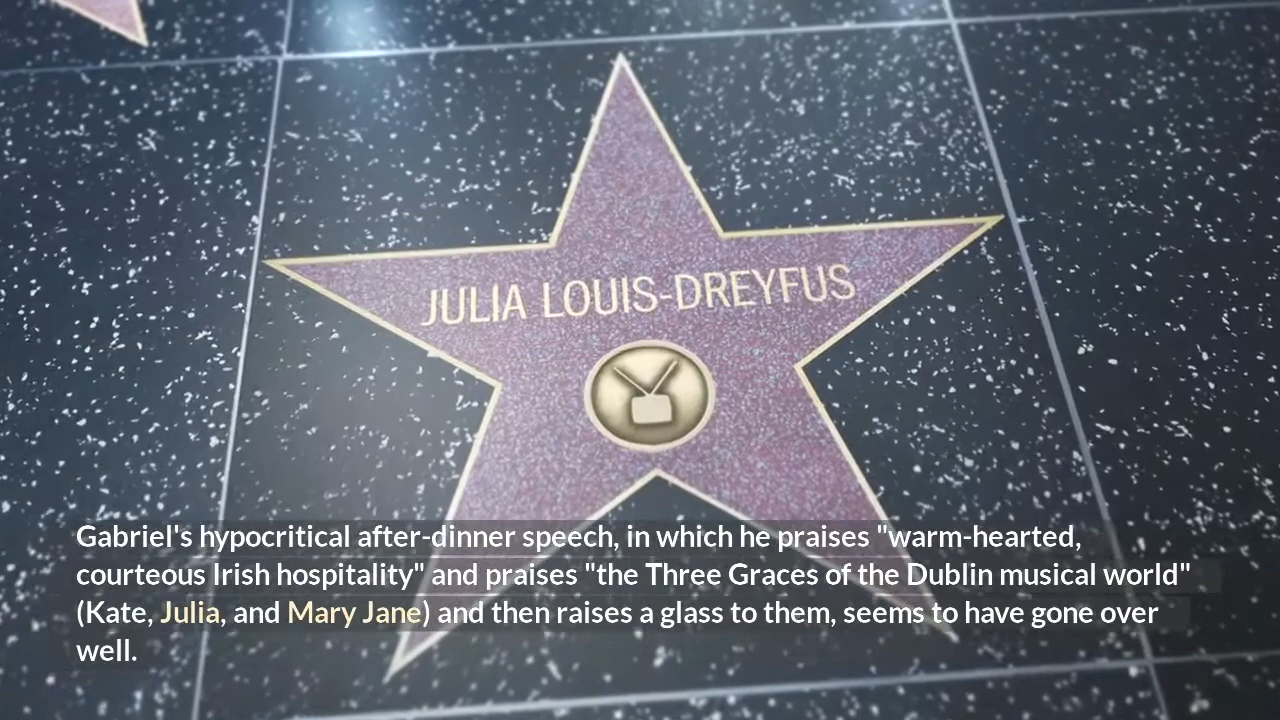 JULIA LOUIS-DREYFUS
Gabriel's hypocritical after-dinner speech, in which he praises "warm-hearted,
courteous Irish hospitality" and praises "the Three Graces of the Dublin musical world"
(Kate, Julia, and Mary Jane) and then raises a glass to them, seems to have gone over
well.